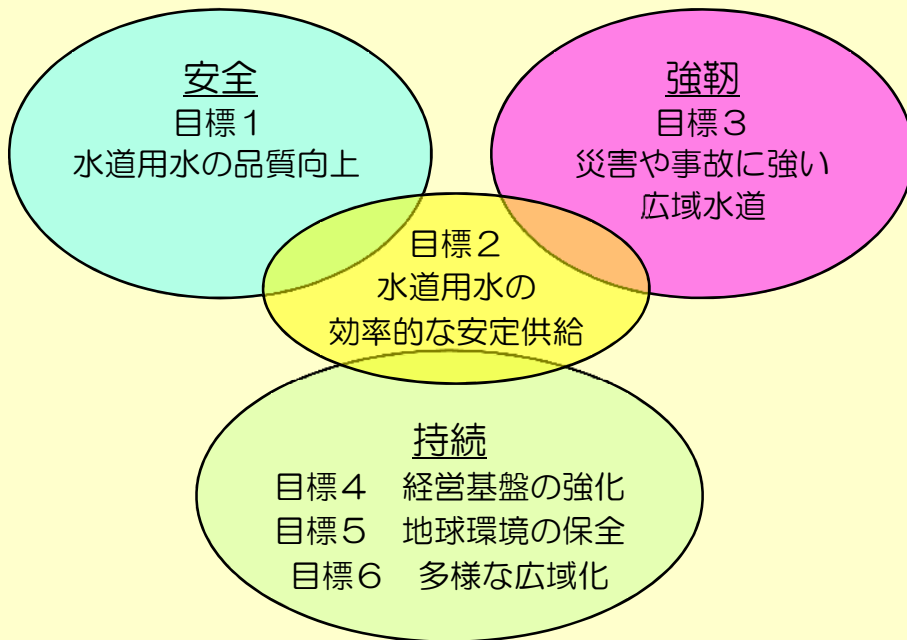 安全
目標１
水道用水の品質向上
強靭
目標３
災害や事故に強い
広域水道
目標２
水道用水の
効率的な安定供給
持続
目標４　経営基盤の強化
目標５　地球環境の保全
目標６　多様な広域化